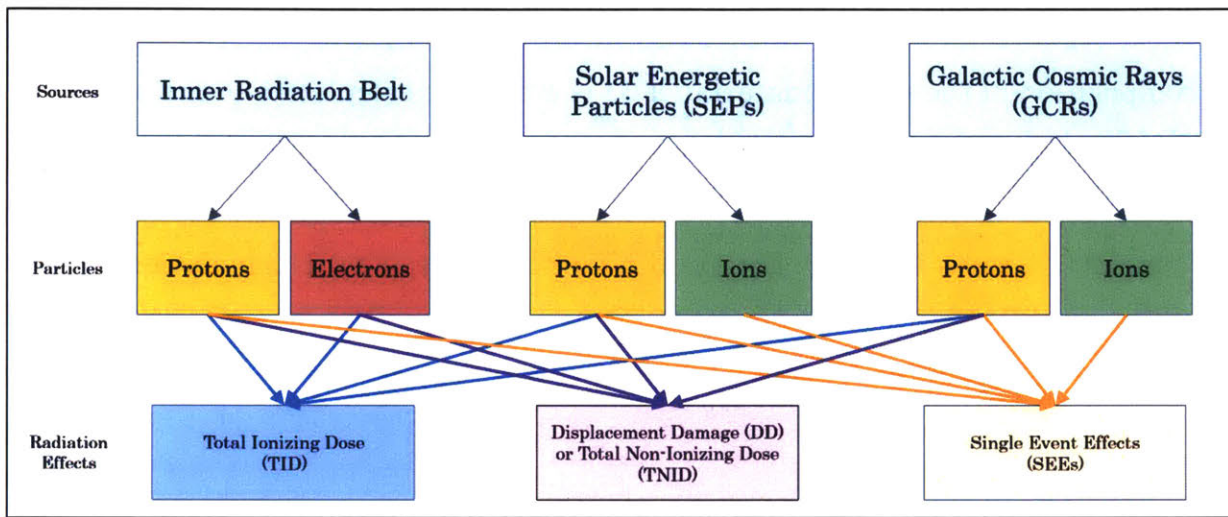 Sources
Inner Radiation Belt
Solar Energetic
Particles (SEPs)
Galactic Cosmic Rays
(GCRs)
Particles
Protons
Electrons
Protons
Ions
Protons
Ions
Radiation
Effects
Total Ionizing Dose
(TID)
Displacement Damage (DD)
or Total Non-Ionizing Dose
(TNID)
Single Event Effects
(SEEs)